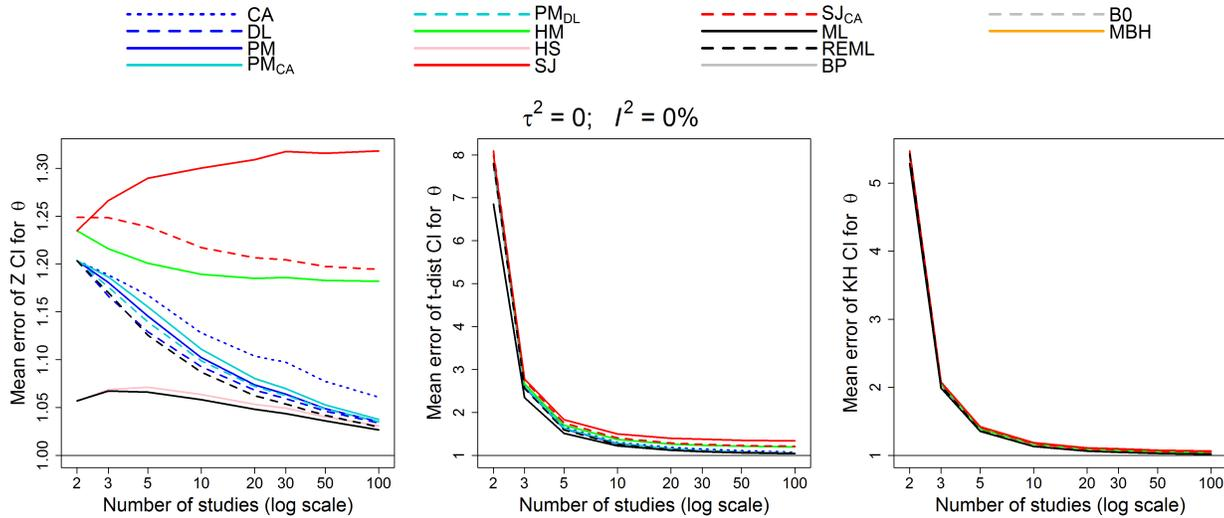 CA PM_DL SJ_CA B0
DL HM ML MBH
PM HS REML
PM_CA SJ BP
τ² = 0; I² = 0%
Mean error of Z CI for θ
1.00 1.05 1.10 1.15 1.20 1.25 1.30
2 3 5 10 20 30 50 100
Number of studies (log scale)
Mean error of t-dist CI for θ
1 2 3 4 5 6 7 8
2 3 5 10 20 30 50 100
Number of studies (log scale)
Mean error of KH CI for θ
1 2 3 4 5
2 3 5 10 20 30 50 100
Number of studies (log scale)